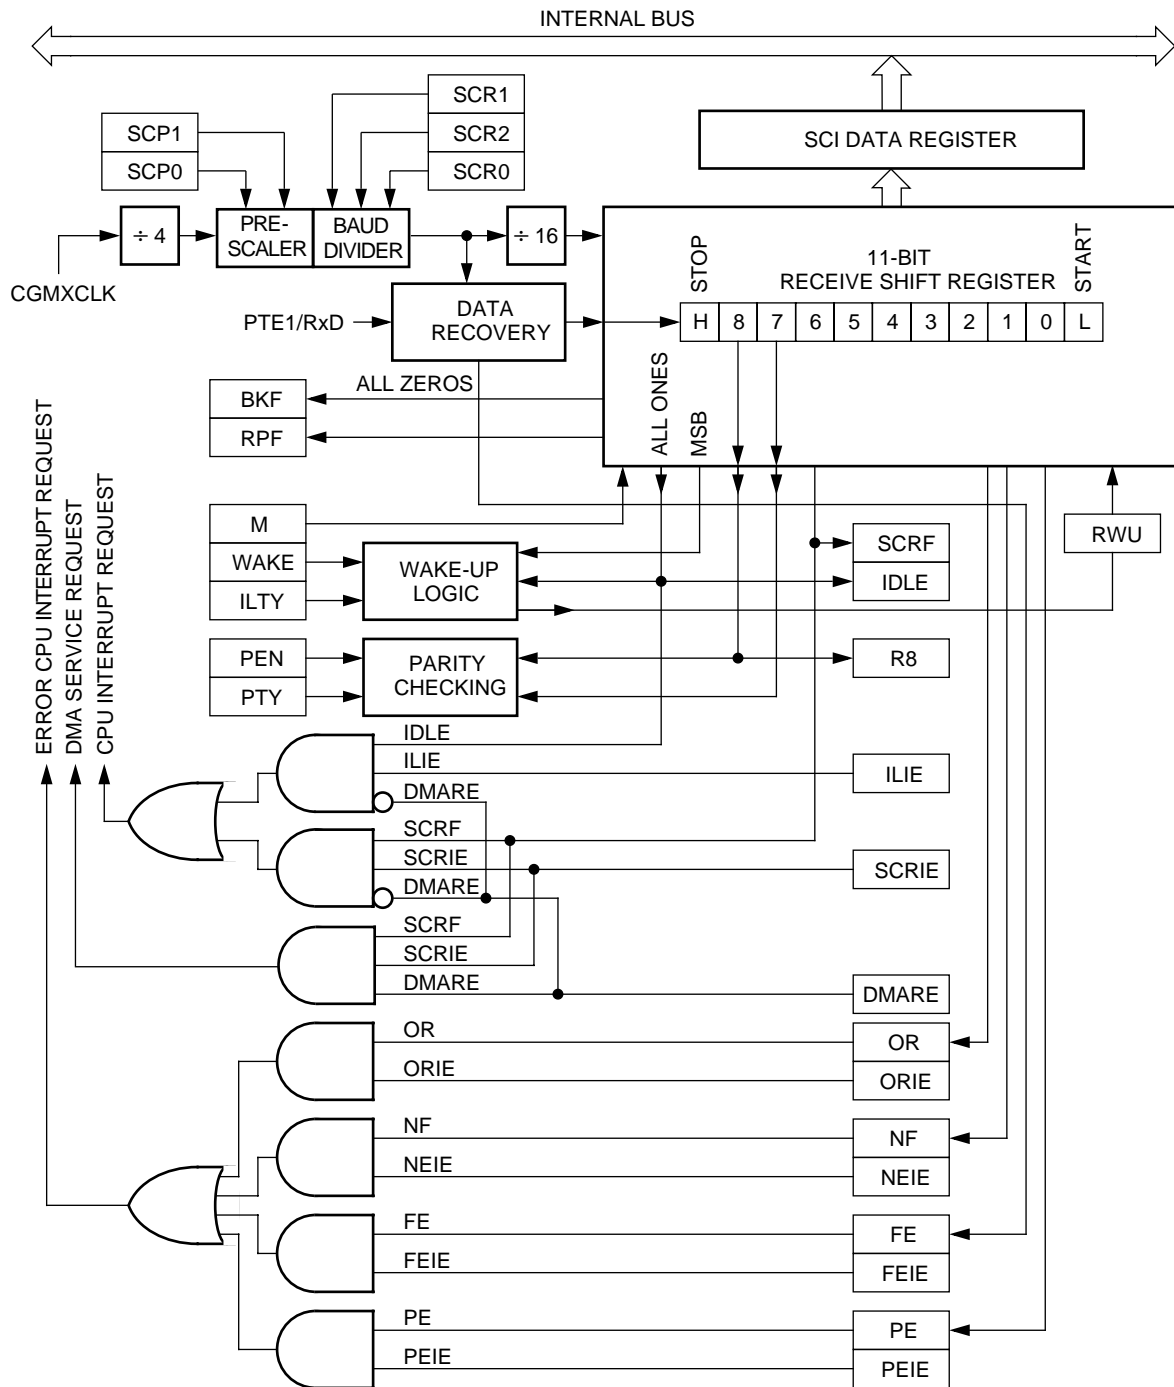 INTERNAL BUS
SCR1
SCP1
SCR2
SCI DATA REGISTER
SCP0
SCR0
÷ 4
PRE-
SCALER
BAUD
DIVIDER
÷ 16
CGMXCLK
STOP
11-BIT
RECEIVE SHIFT REGISTER
START
PTE1/RxD
DATA
RECOVERY
H 8 7 6 5 4 3 2 1 0 L
ALL ZEROS
BKF
RPF
ALL ONES
MSB
ERROR CPU INTERRUPT REQUEST
DMA SERVICE REQUEST
CPU INTERRUPT REQUEST
M
WAKE
ILTY
WAKE-UP
LOGIC
SCRF
IDLE
RWU
PEN
PTY
PARITY
CHECKING
R8
IDLE
ILIE
DMARE
ILIE
SCRF
SCRIE
DMARE
SCRIE
SCRF
SCRIE
DMARE
DMARE
OR
ORIE
OR
ORIE
NF
NEIE
NF
NEIE
FE
FEIE
FE
FEIE
PE
PEIE
PE
PEIE